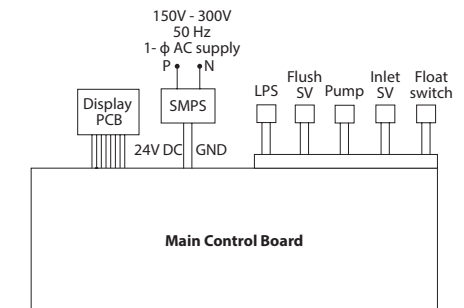 150V - 300V
50 Hz
1- ϕ AC supply
P N
Display
PCB
SMPS
LPS
Flush
SV
Pump
Inlet
SV
Float
switch
24V DC GND
Main Control Board